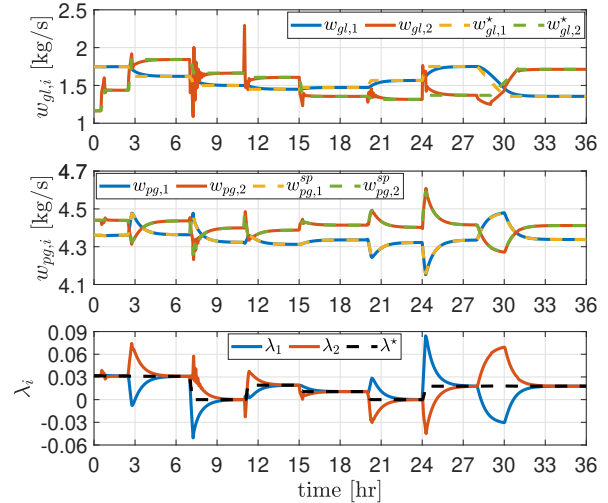 w_{gl,1} w_{gl,2} w^⋆_{gl,1} w^⋆_{gl,2}
w_{gl,i} [kg/s]
2.5
2
1.5
1
0 3 6 9 12 15 18 21 24 27 30 33 36
w_{pg,1} w_{pg,2} w^{sp}_{pg,1} w^{sp}_{pg,2}
w_{pg,i} [kg/s]
4.7
4.5
4.3
4.1
0 3 6 9 12 15 18 21 24 27 30 33 36
λ_1 λ_2 λ^⋆
λ_i
0.09
0.06
0.03
0
-0.03
-0.06
0 3 6 9 12 15 18 21 24 27 30 33 36
time [hr]